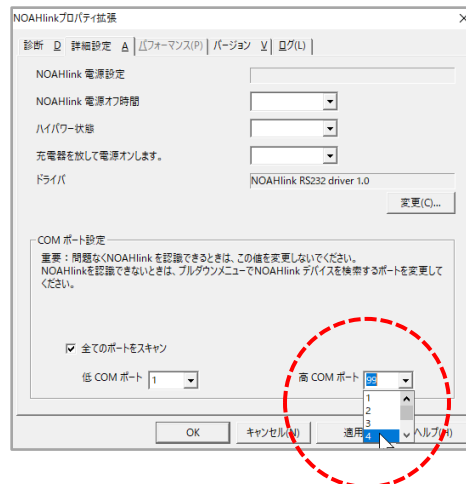 NOAHlinkプロパティ拡張
診断 D 詳細設定 A パフォーマンス(P) バージョン V ログ(L)
NOAHlink 電源設定
NOAHlink 電源オフ時間
ハイパワー状態
充電器を放して電源オンします。
ドライバ NOAHlink RS232 driver 1.0
変更(C)...
COM ポート設定
重要：問題なくNOAHlink を認識できるときは、この値を変更しないでください。
NOAHlinkを認識できないときは、プルダウンメニューでNOAHlink デバイスを検索するポートを変更して
ください。
全てのポートをスキャン
低 COM ポート 1 高 COM ポート 99
1
2
3
4
OK キャンセル(N) 適用 ヘルプ(H)